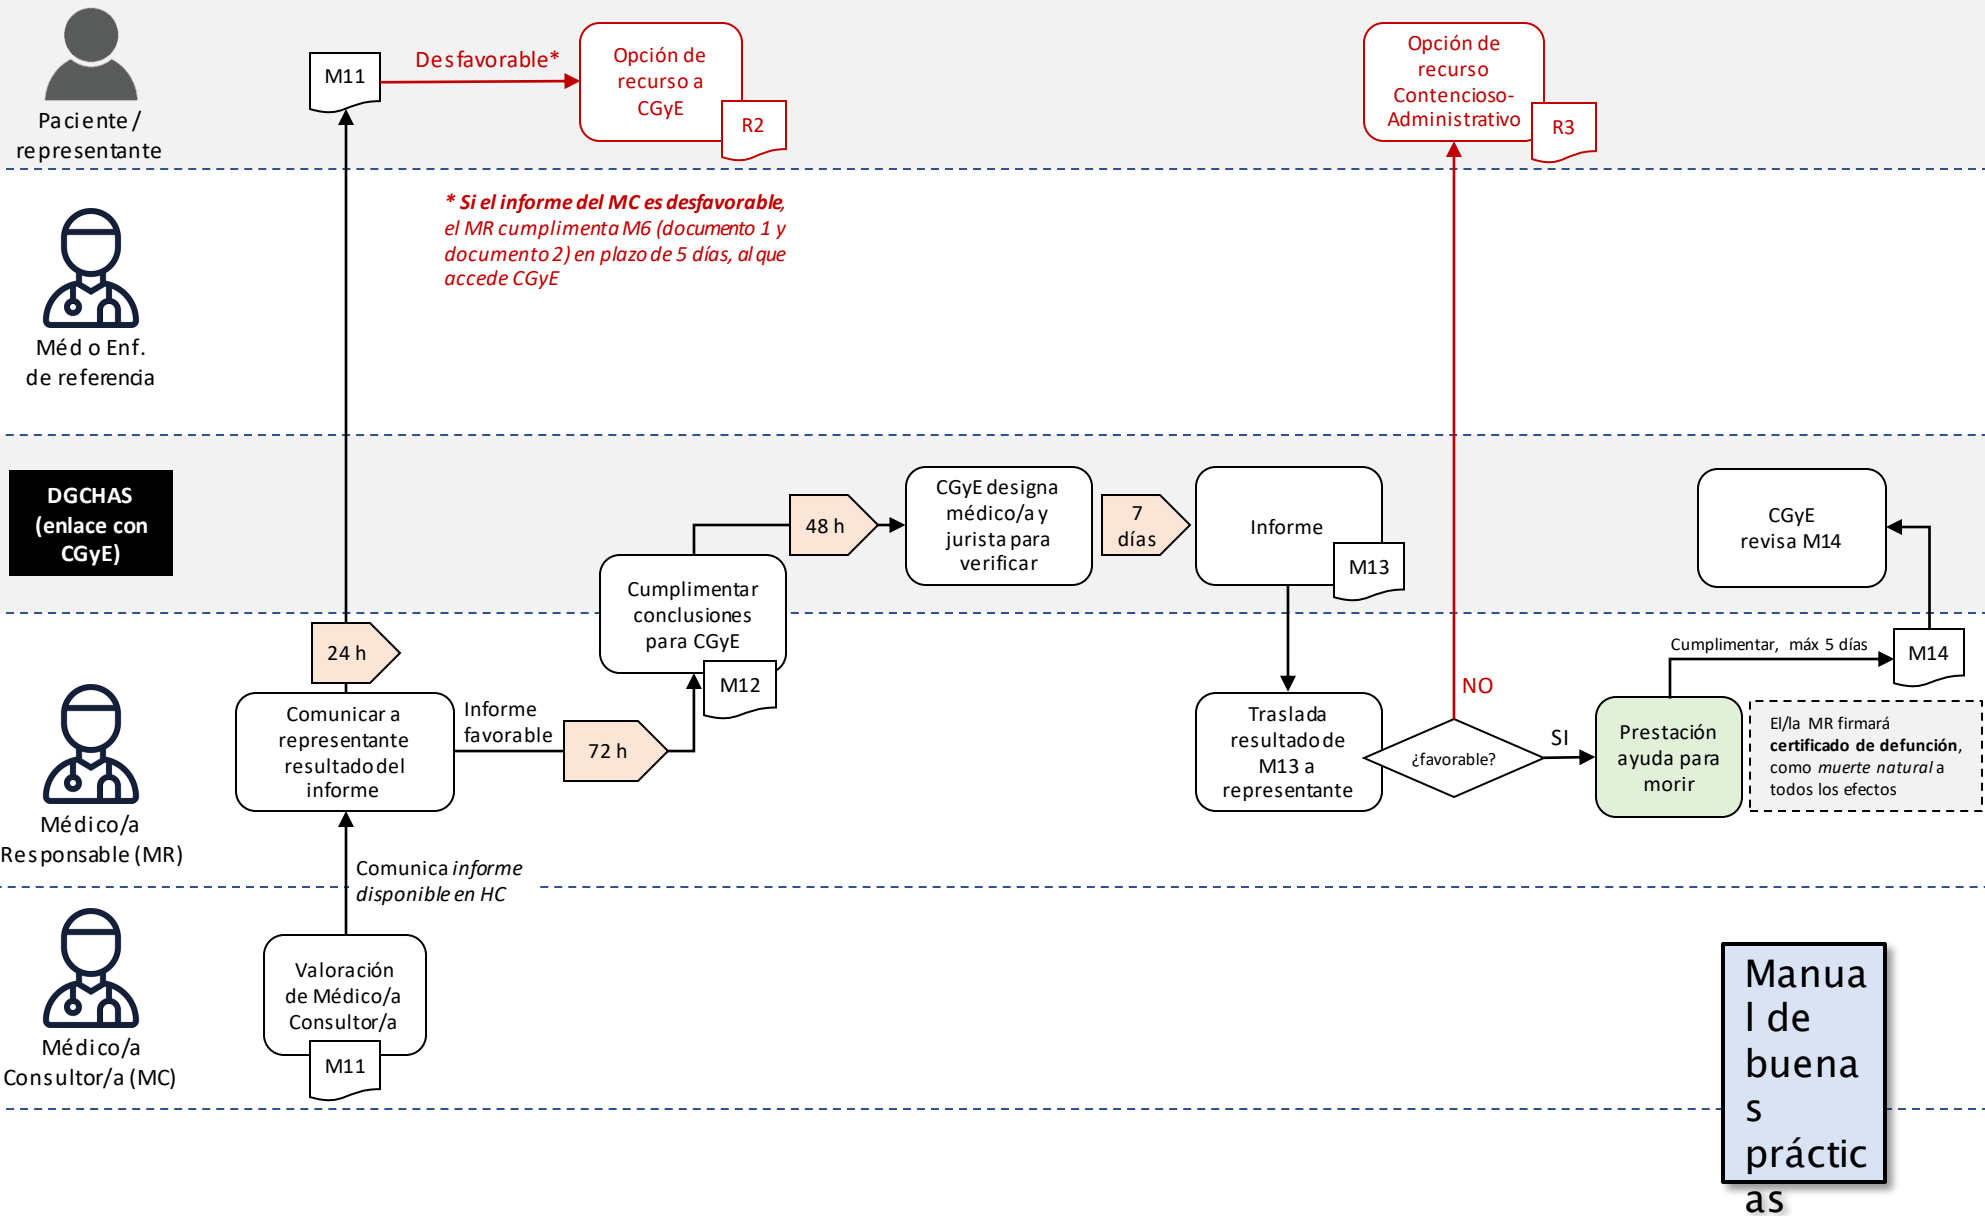 Paciente/
representante
M11
Desfavorable*
Opción de
recurso a
CGyE
R2
Opción de
recurso
Contencioso-
Administrativo
R3
* Si el informe del MC es desfavorable,
el MR cumplimenta M6 (documento 1 y
documento 2) en plazo de 5 días, al que
accede CGyE
Méd o Enf.
de referencia
DGCHAS
(enlace con
CGyE)
48 h
CGyE designa
médico/a y
jurista para
verificar
7
días
Informe
M13
CGyE
revisa M14
Cumplimentar
conclusiones
para CGyE
M12
24 h
Comunicar a
representante
resultado del
informe
Informe
favorable
72 h
Traslada
resultado de
M13 a
representante
¿favorable?
NO
SI
Prestación
ayuda para
morir
Cumplimentar, máx 5 días
M14
El/la MR firmará
certificado de defunción,
como muerte natural a
todos los efectos
Médico/a
Responsable (MR)
Comunica informe
disponible en HC
Valoración
de Médico/a
Consultor/a
M11
Médico/a
Consultor/a (MC)
Manua
l de
buena
s
práctic
as